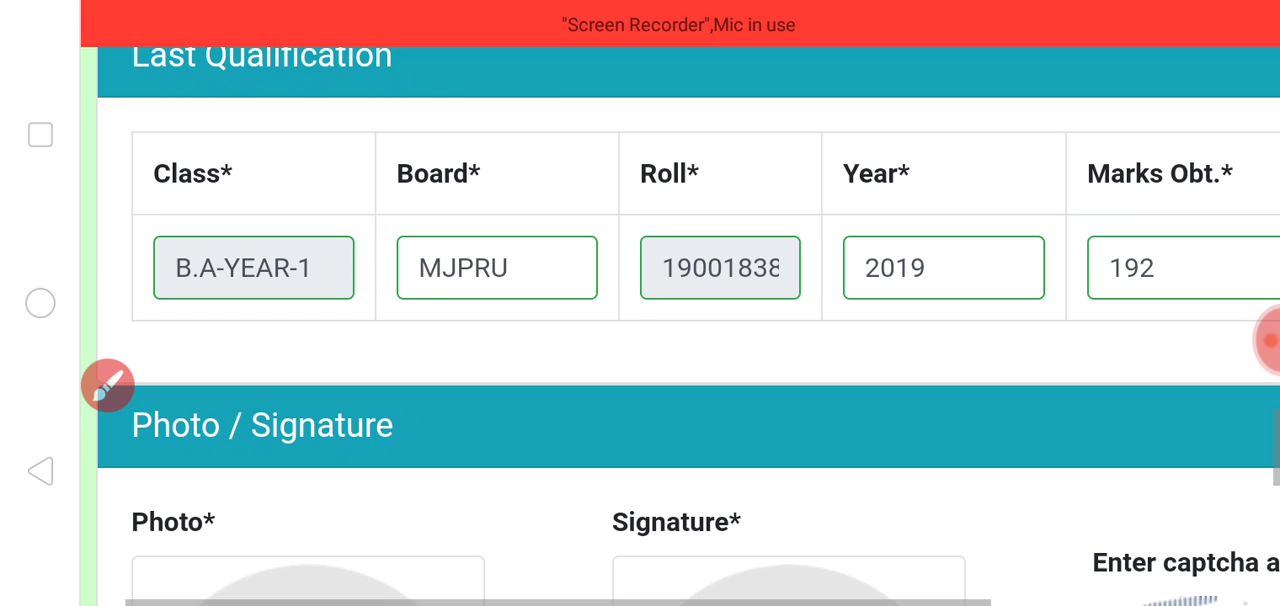 "Screen Recorder",Mic in use
Last Qualification
Class* Board* Roll* Year* Marks Obt.*
B.A-YEAR-1 MJPRU 19001838 2019 192
Photo / Signature
Photo* Signature*
Enter captcha a